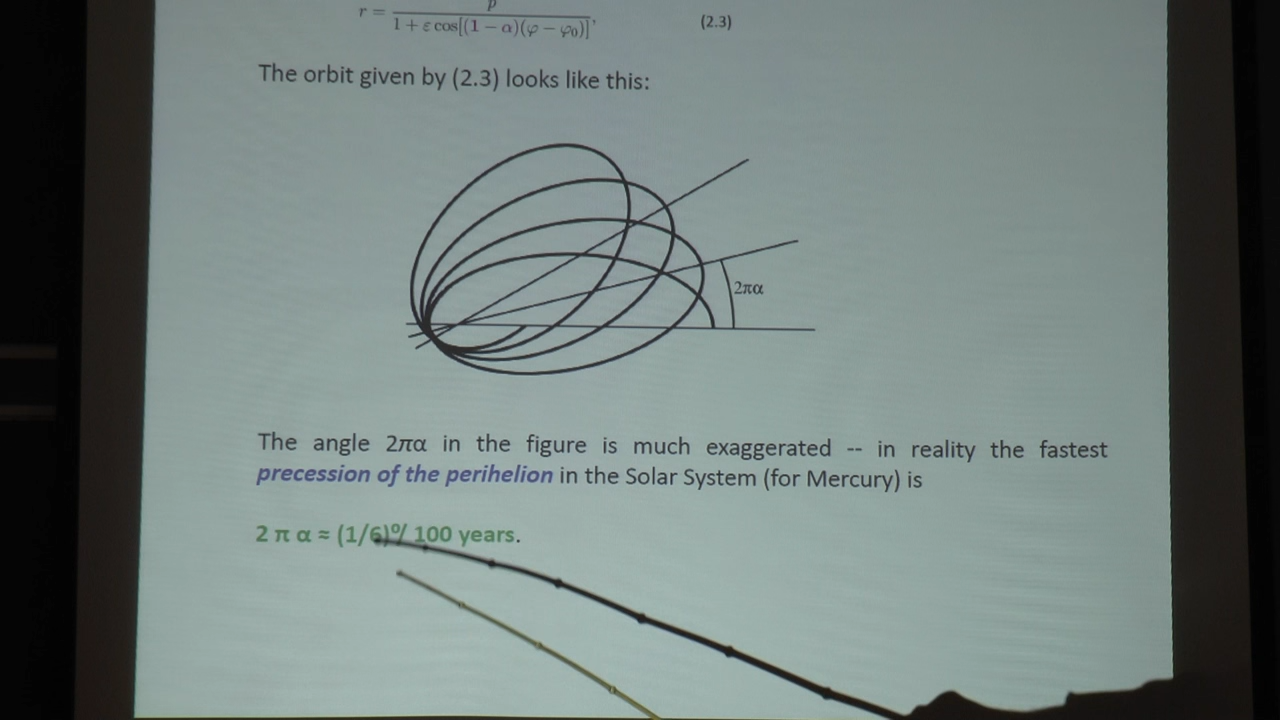 r = p / 1 + ε cos[(1 − α)(φ − φ₀)], (2.3)
The orbit given by (2.3) looks like this:
2πα
The angle 2πα in the figure is much exaggerated -- in reality the fastest
precession of the perihelion in the Solar System (for Mercury) is
2 π α ≈ (1/6)º/ 100 years.